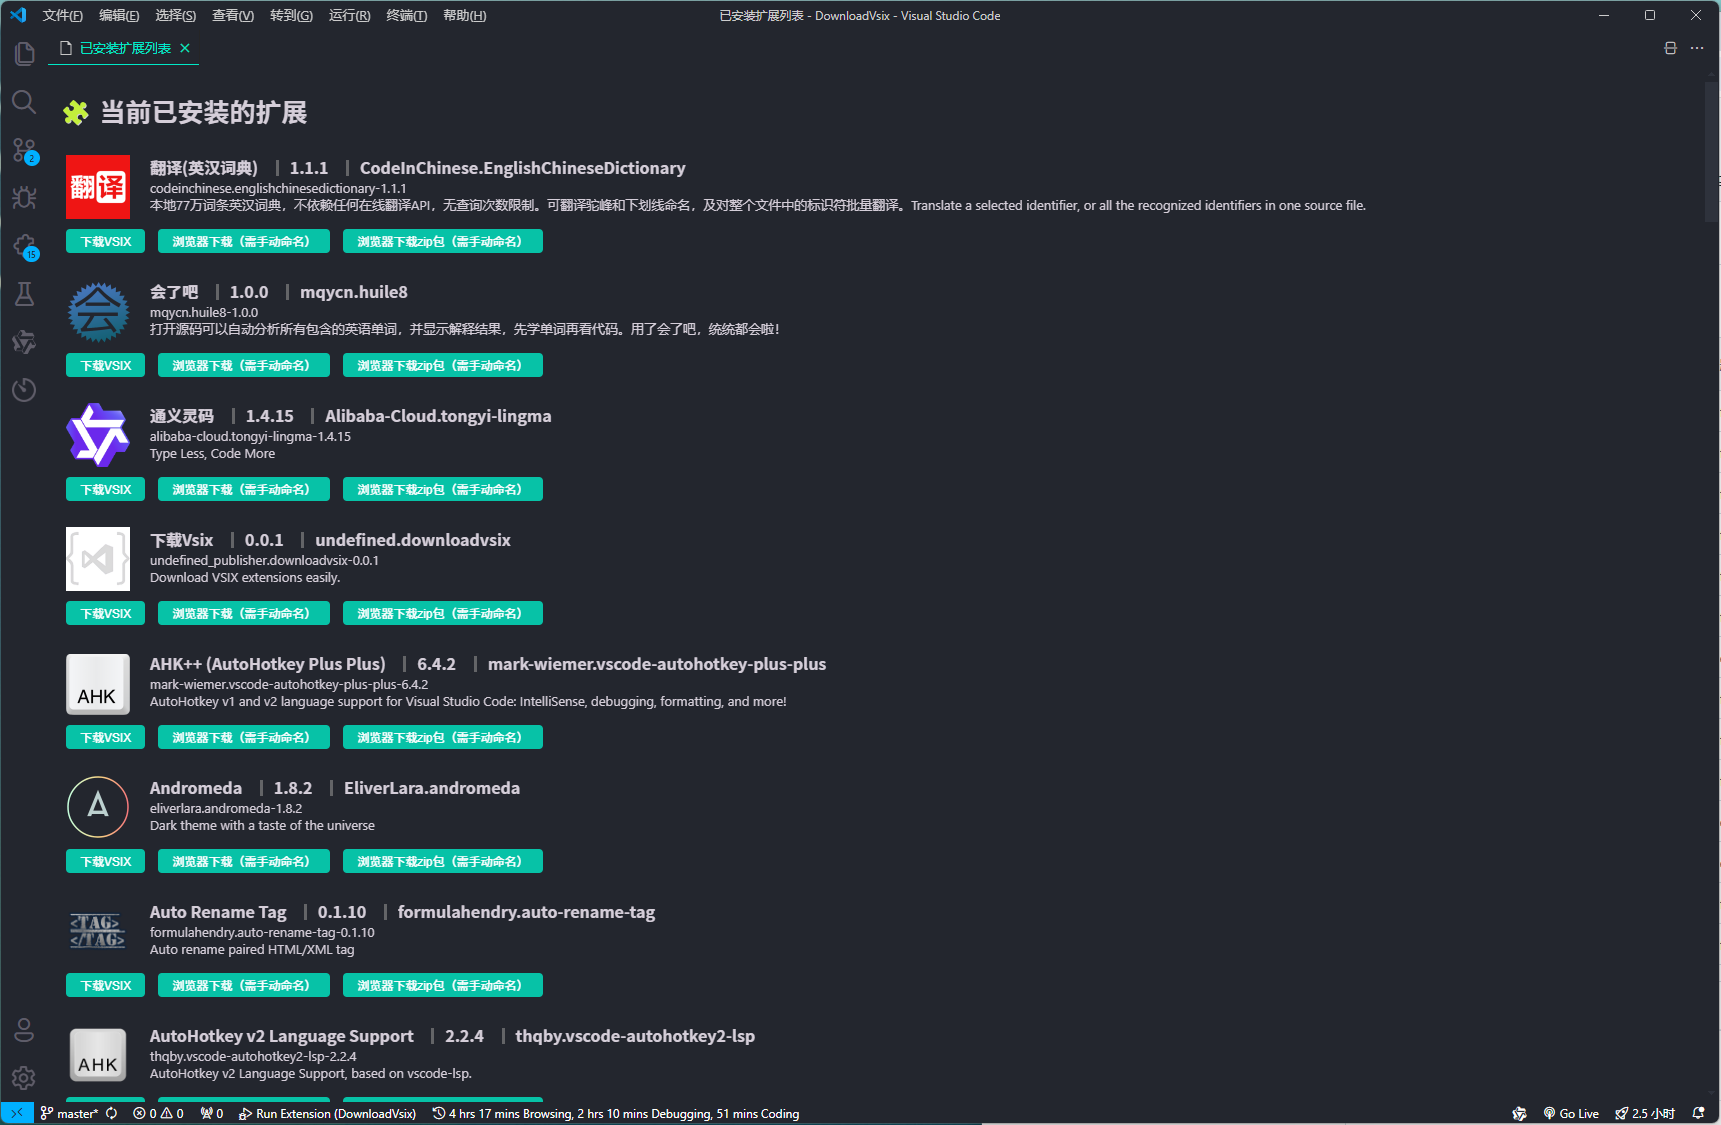 文件(F) 编辑(E) 选择(S) 查看(V) 转到(G) 运行(R) 终端(T) 帮助(H) 已安装扩展列表 - DownloadVsix - Visual Studio Code
已安装扩展列表
当前已安装的扩展
翻译
翻译(英汉词典) | 1.1.1 | CodeInChinese.EnglishChineseDictionary
codeinchinese.englishchinesedictionary-1.1.1
本地77万词条英汉词典，不依赖任何在线翻译API，无查询次数限制。可翻译驼峰和下划线命名，及对整个文件中的标识符批量翻译。Translate a selected identifier, or all the recognized identifiers in one source file.
下载VSIX 浏览器下载（需手动命名） 浏览器下载zip包（需手动命名）
会
会了吧 | 1.0.0 | mqycn.huile8
mqycn.huile8-1.0.0
打开源码可以自动分析所有包含的英语单词，并显示解释结果，先学单词再看代码。用了会了吧，统统都会啦！
下载VSIX 浏览器下载（需手动命名） 浏览器下载zip包（需手动命名）
通义灵码 | 1.4.15 | Alibaba-Cloud.tongyi-lingma
alibaba-cloud.tongyi-lingma-1.4.15
Type Less, Code More
下载VSIX 浏览器下载（需手动命名） 浏览器下载zip包（需手动命名）
下载Vsix | 0.0.1 | undefined.downloadvsix
undefined_publisher.downloadvsix-0.0.1
Download VSIX extensions easily.
下载VSIX 浏览器下载（需手动命名） 浏览器下载zip包（需手动命名）
AHK
AHK++ (AutoHotkey Plus Plus) | 6.4.2 | mark-wiemer.vscode-autohotkey-plus-plus
mark-wiemer.vscode-autohotkey-plus-plus-6.4.2
AutoHotkey v1 and v2 language support for Visual Studio Code: IntelliSense, debugging, formatting, and more!
下载VSIX 浏览器下载（需手动命名） 浏览器下载zip包（需手动命名）
Andromeda | 1.8.2 | EliverLara.andromeda
eliverlara.andromeda-1.8.2
Dark theme with a taste of the universe
下载VSIX 浏览器下载（需手动命名） 浏览器下载zip包（需手动命名）
<TAG>
</TAG>
Auto Rename Tag | 0.1.10 | formulahendry.auto-rename-tag
formulahendry.auto-rename-tag-0.1.10
Auto rename paired HTML/XML tag
下载VSIX 浏览器下载（需手动命名） 浏览器下载zip包（需手动命名）
AHK
AutoHotkey v2 Language Support | 2.2.4 | thqby.vscode-autohotkey2-lsp
thqby.vscode-autohotkey2-lsp-2.2.4
AutoHotkey v2 Language Support, based on vscode-lsp.
2
15
master* 0 0 0 Run Extension (DownloadVsix) 4 hrs 17 mins Browsing, 2 hrs 10 mins Debugging, 51 mins Coding Go Live 2.5 小时